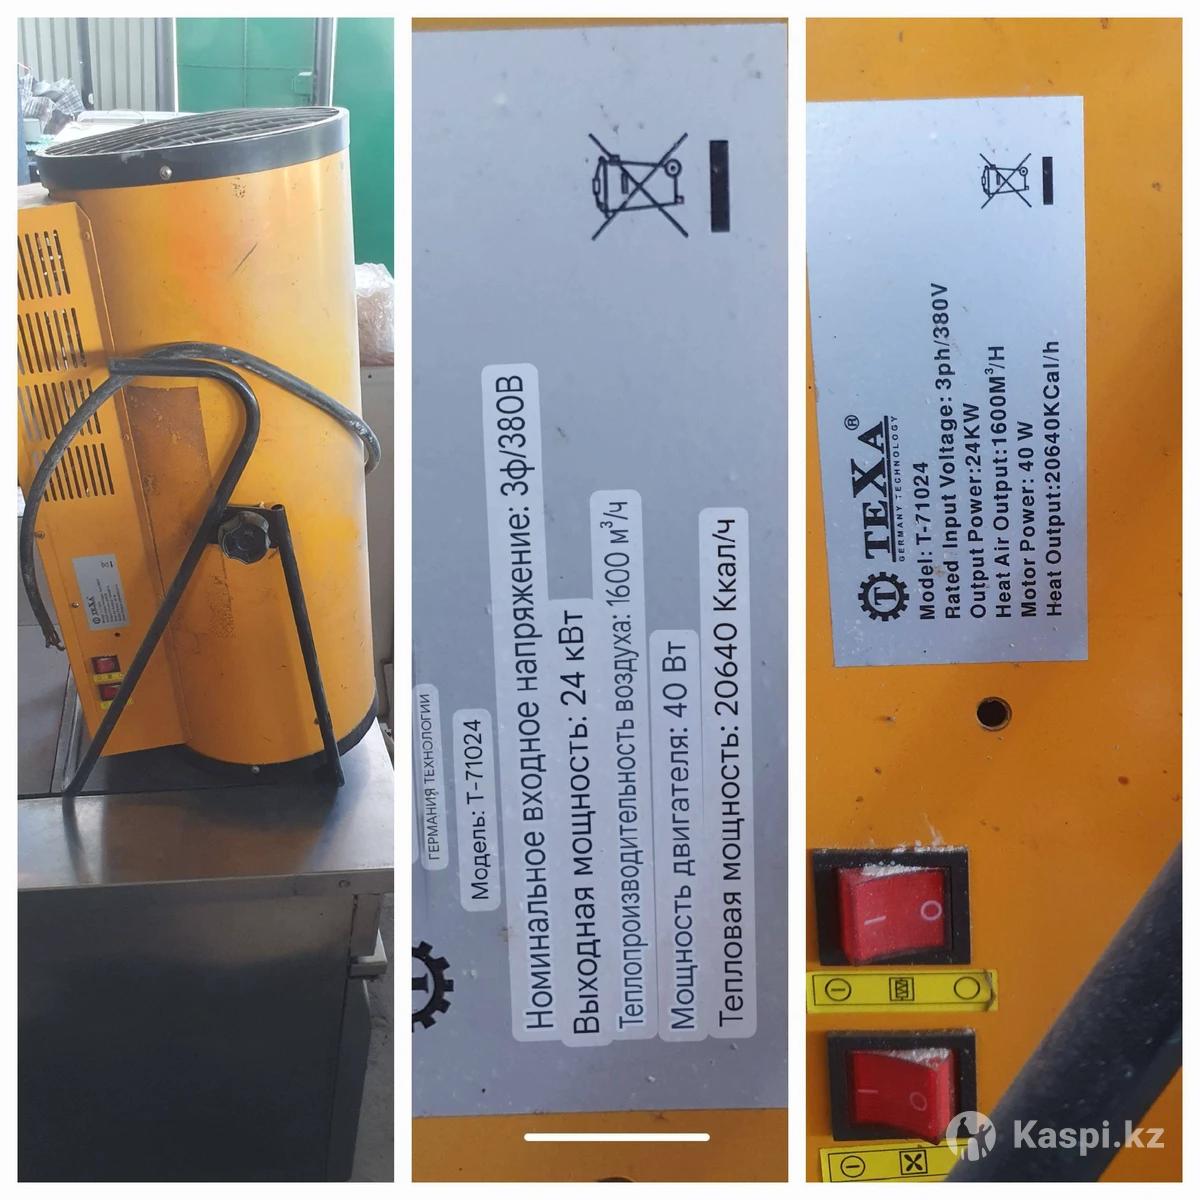 TEXA
ГЕРМАНИЯ ТЕХНОЛОГИИ
Модель: Т-71024
Номинальное входное напряжение: 3ф/380В
Выходная мощность: 24 кВт
Теплопроизводительность воздуха: 1600 м³/ч
Мощность двигателя: 40 Вт
Тепловая мощность: 20640 Ккал/ч
T TEXA®
GERMANY TECHNOLOGY
Model: T-71024
Rated Input Voltage: 3ph/380V
Output Power:24KW
Heat Air Output:1600M³/H
Motor Power: 40 W
Heat Output:20640KCal/h
Kaspi.kz